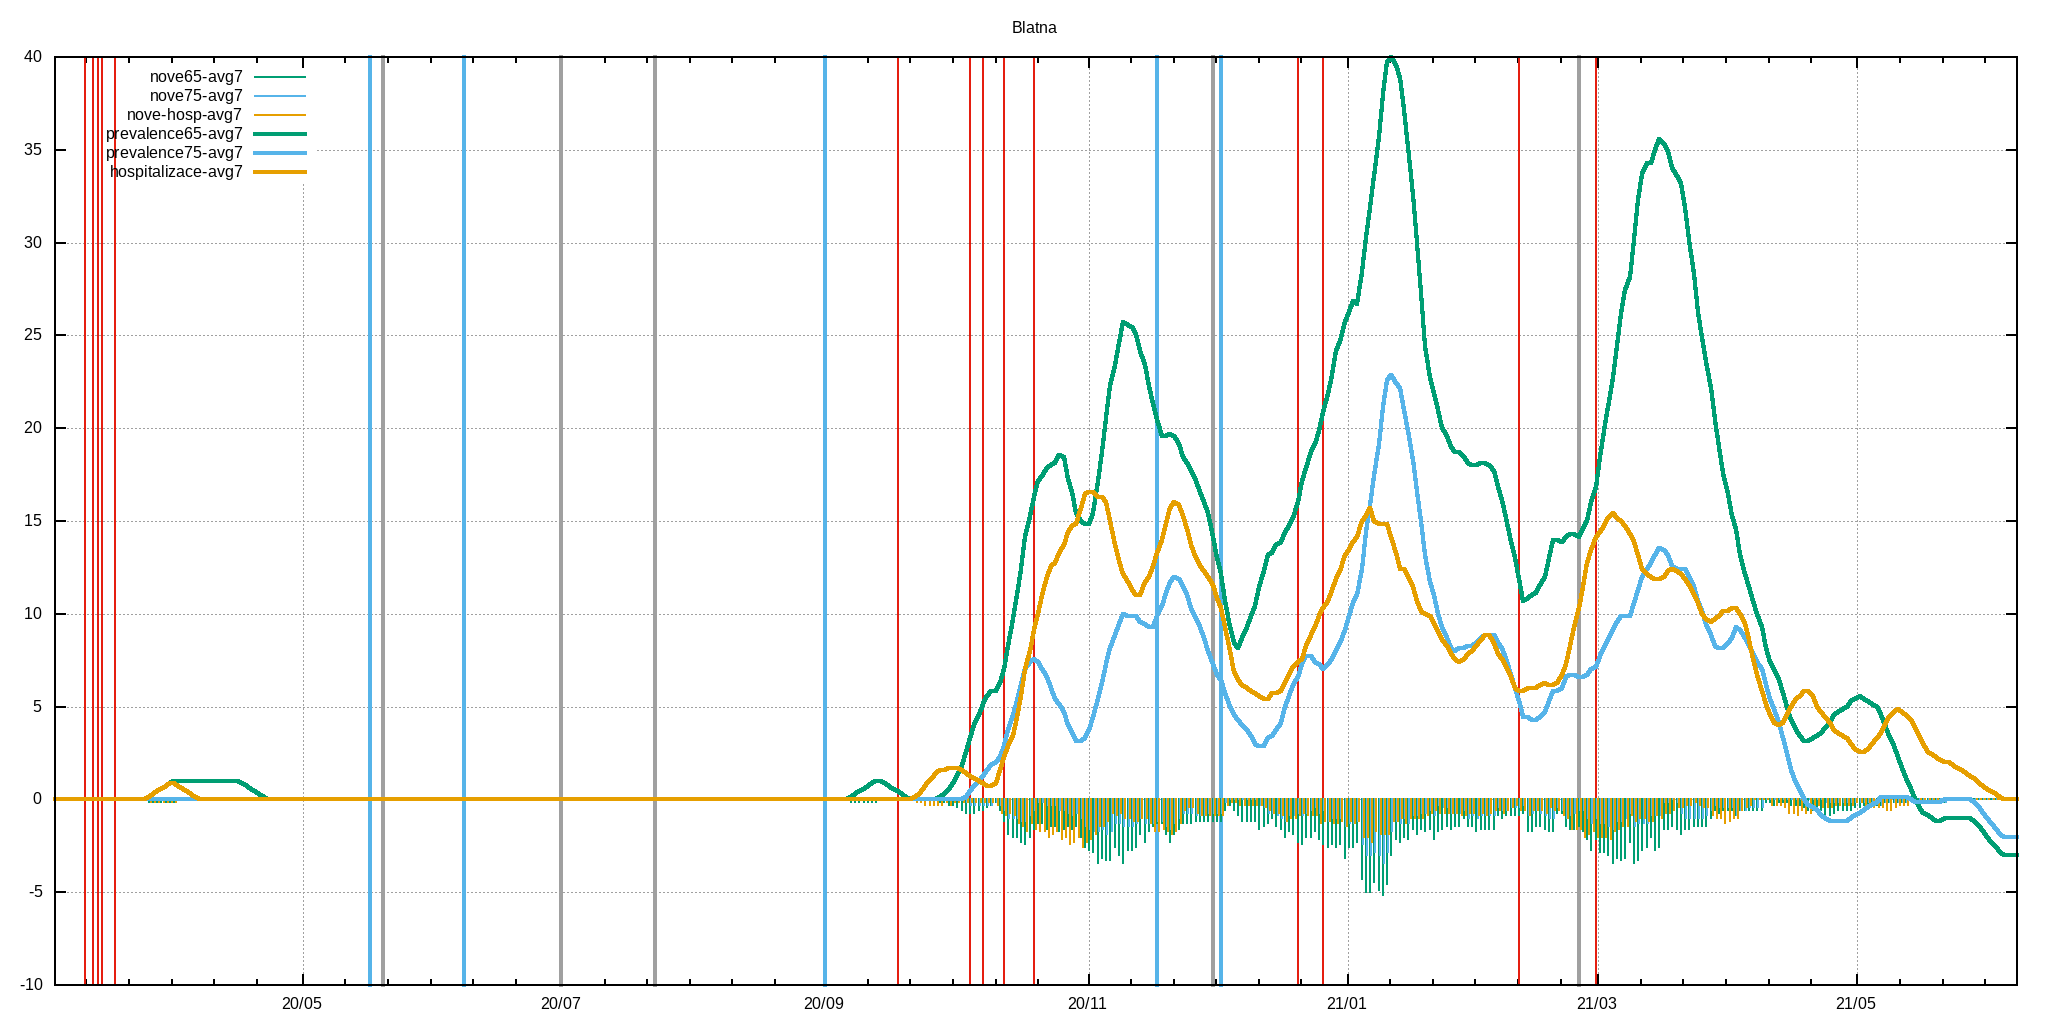 Blatna
nove65-avg7
nove75-avg7
nove-hosp-avg7
prevalence65-avg7
prevalence75-avg7
hospitalizace-avg7
40
35
30
25
20
15
10
5
0
-5
-10
20/05 20/07 20/09 20/11 21/01 21/03 21/05